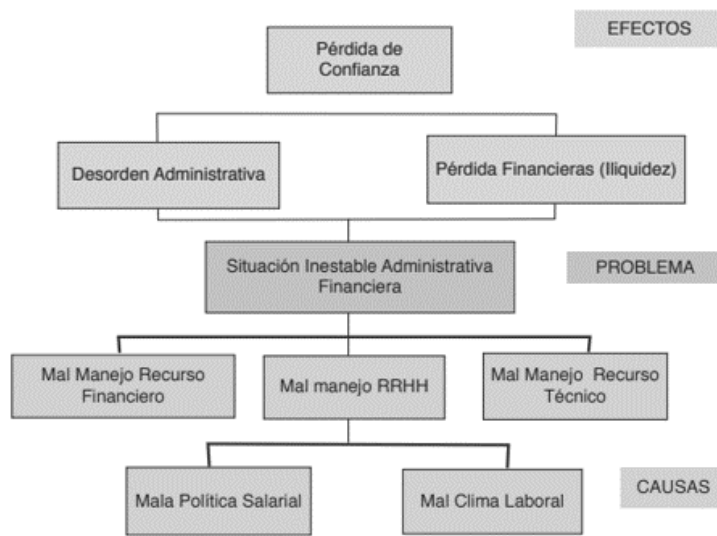 EFECTOS
Pérdida de
Confianza
Desorden Administrativa
Pérdida Financieras (Iliquidez)
Situación Inestable Administrativa
Financiera
PROBLEMA
Mal Manejo Recurso
Financiero
Mal manejo RRHH
Mal Manejo Recurso
Técnico
Mala Política Salarial
Mal Clima Laboral
CAUSAS